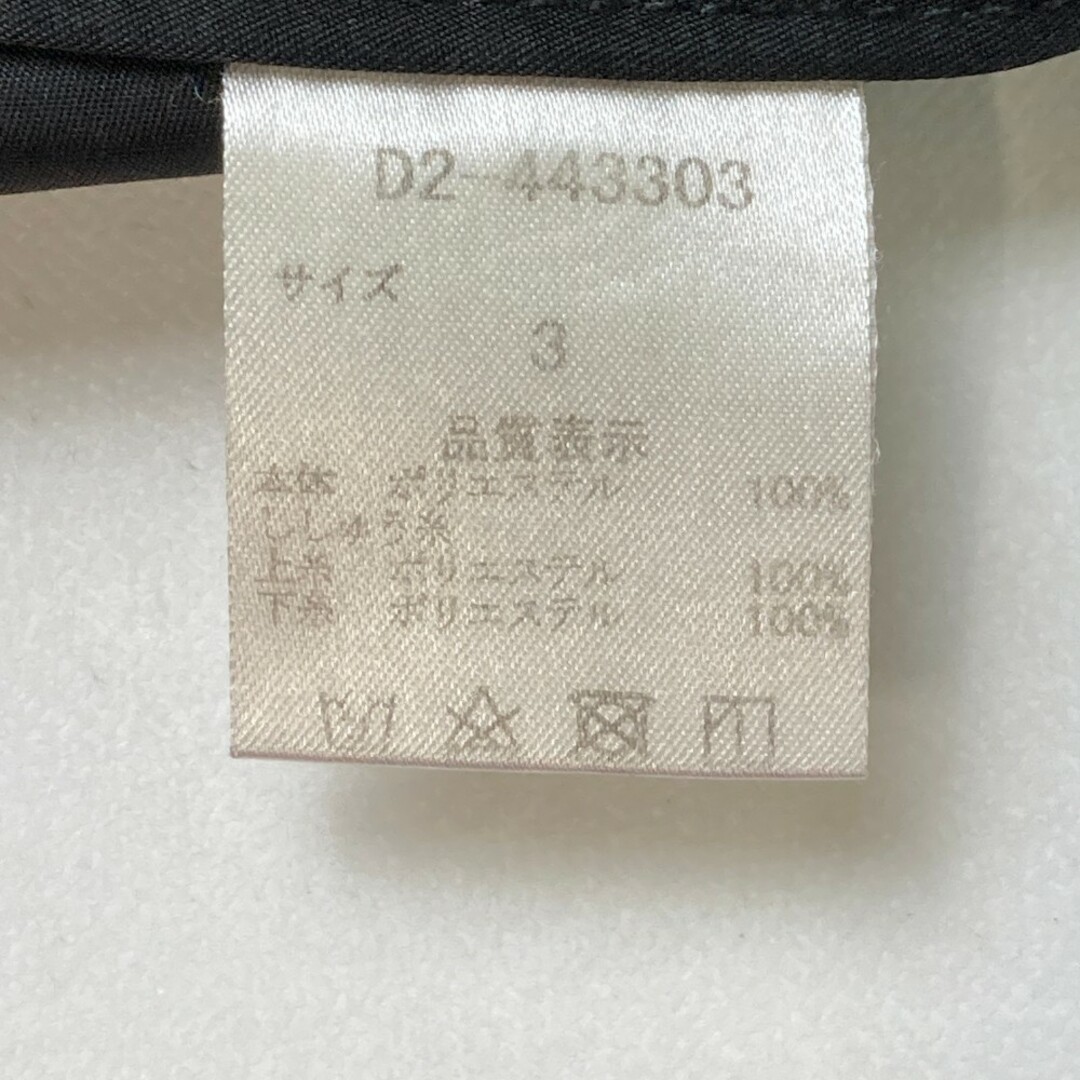 D2-443303
サイズ
3
品質表示
本体 ポリエステル 100%
ししゅう糸
上糸 ポリエステル 100%
下糸 ポリエステル 100%